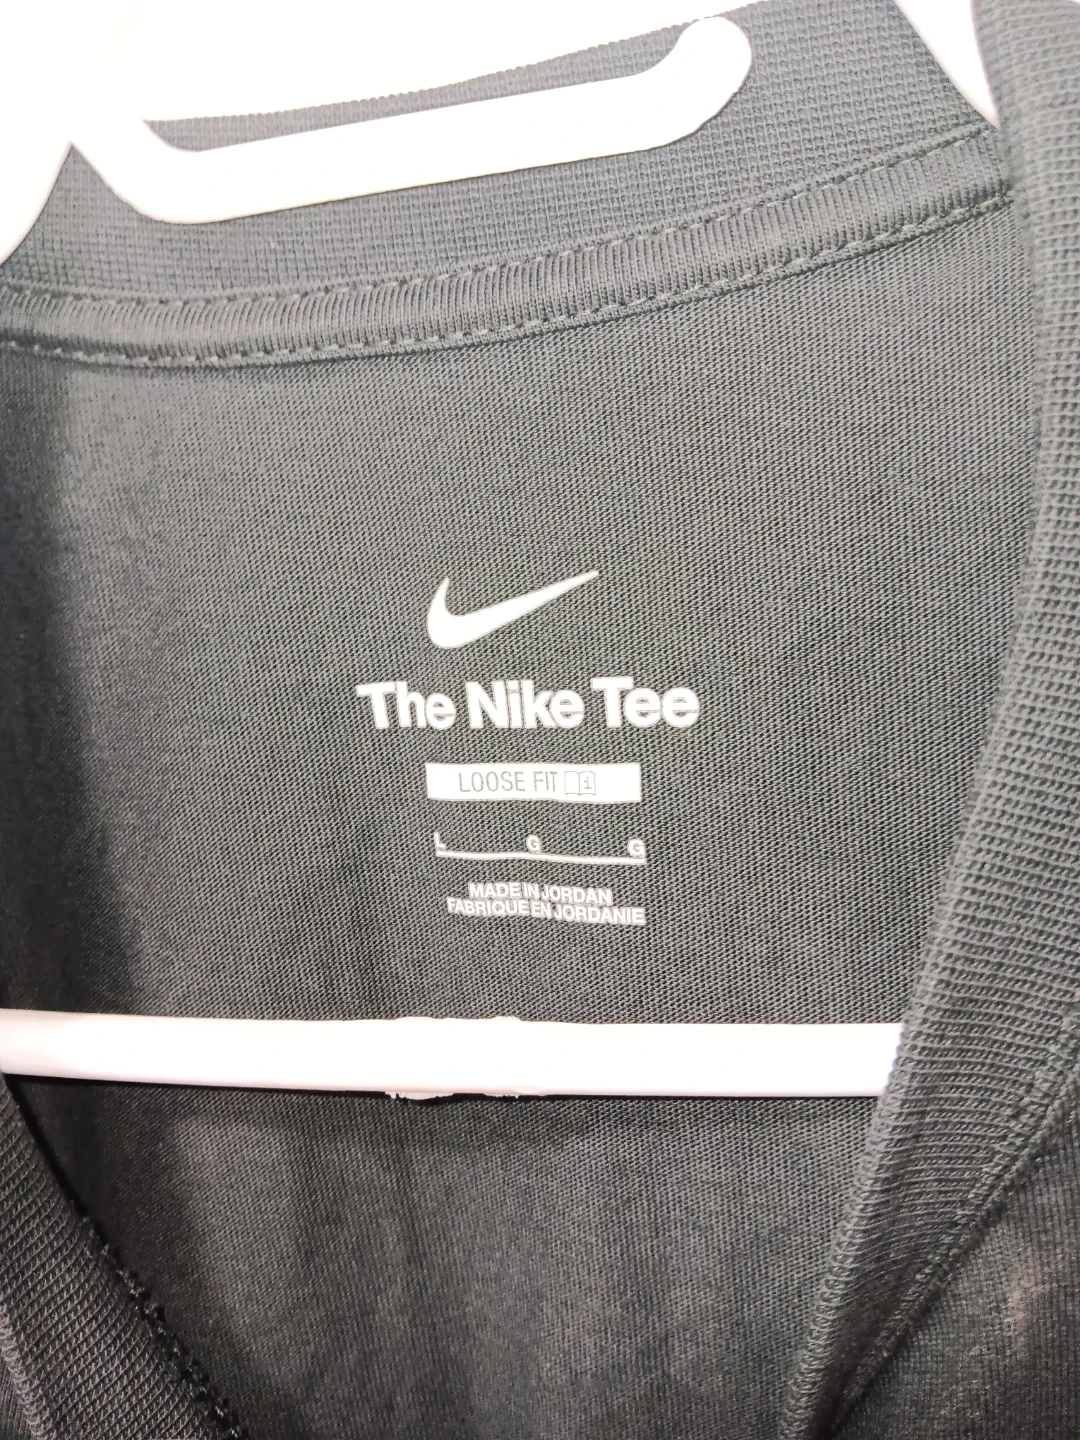 The Nike Tee
LOOSE FIT i
L G G
MADE IN JORDAN
FABRIQUE EN JORDANIE